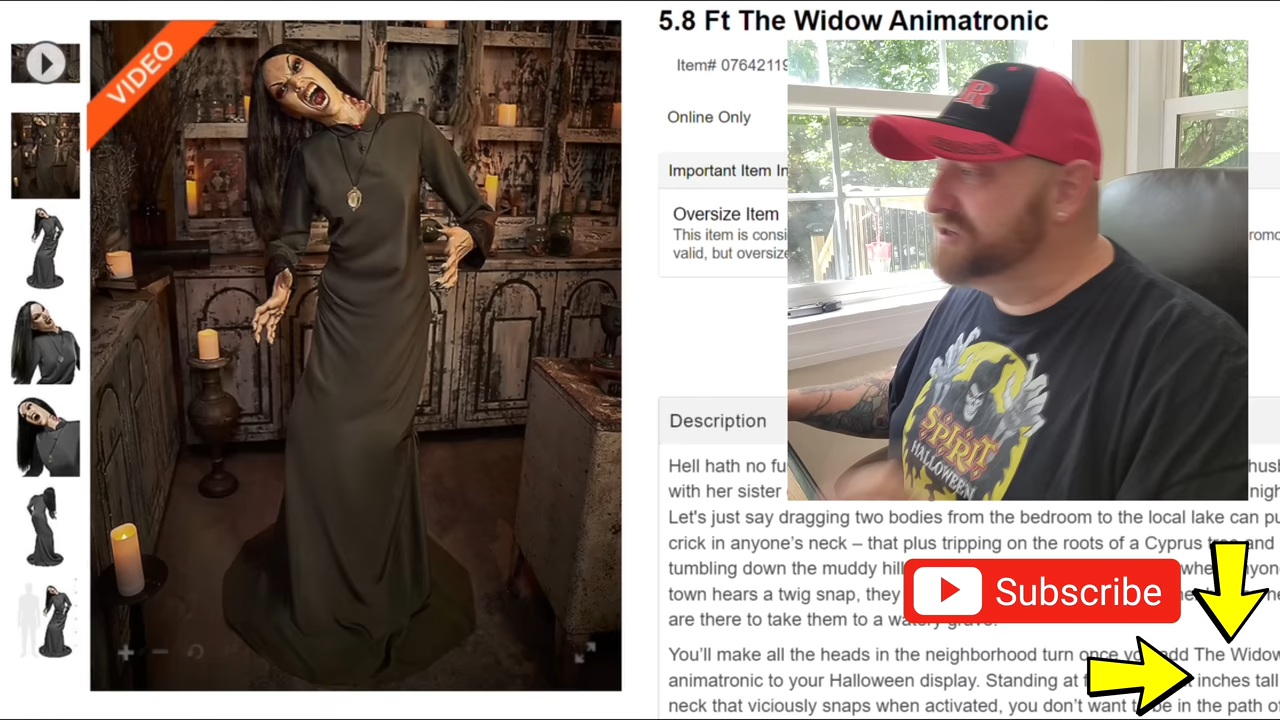 VIDEO
5.8 Ft The Widow Animatronic
Item# 07642119
Online Only
Important Item In
Oversize Item
This item is consi romo
valid, but oversize
Description
Hell hath no fu husb
with her sister nigh
Let's just say dragging two bodies from the bedroom to the local lake can pu
crick in anyone's neck – that plus tripping on the roots of a Cyprus tree and
tumbling down the muddy hill
town hears a twig snap, they
are there to take them to a watery grave.
Subscribe
You'll make all the heads in the neighborhood turn once you add The Widow
animatronic to your Halloween display. Standing at inches tall
neck that viciously snaps when activated, you don't want to be in the path of
R
SPIRIT
HALLOWEEN